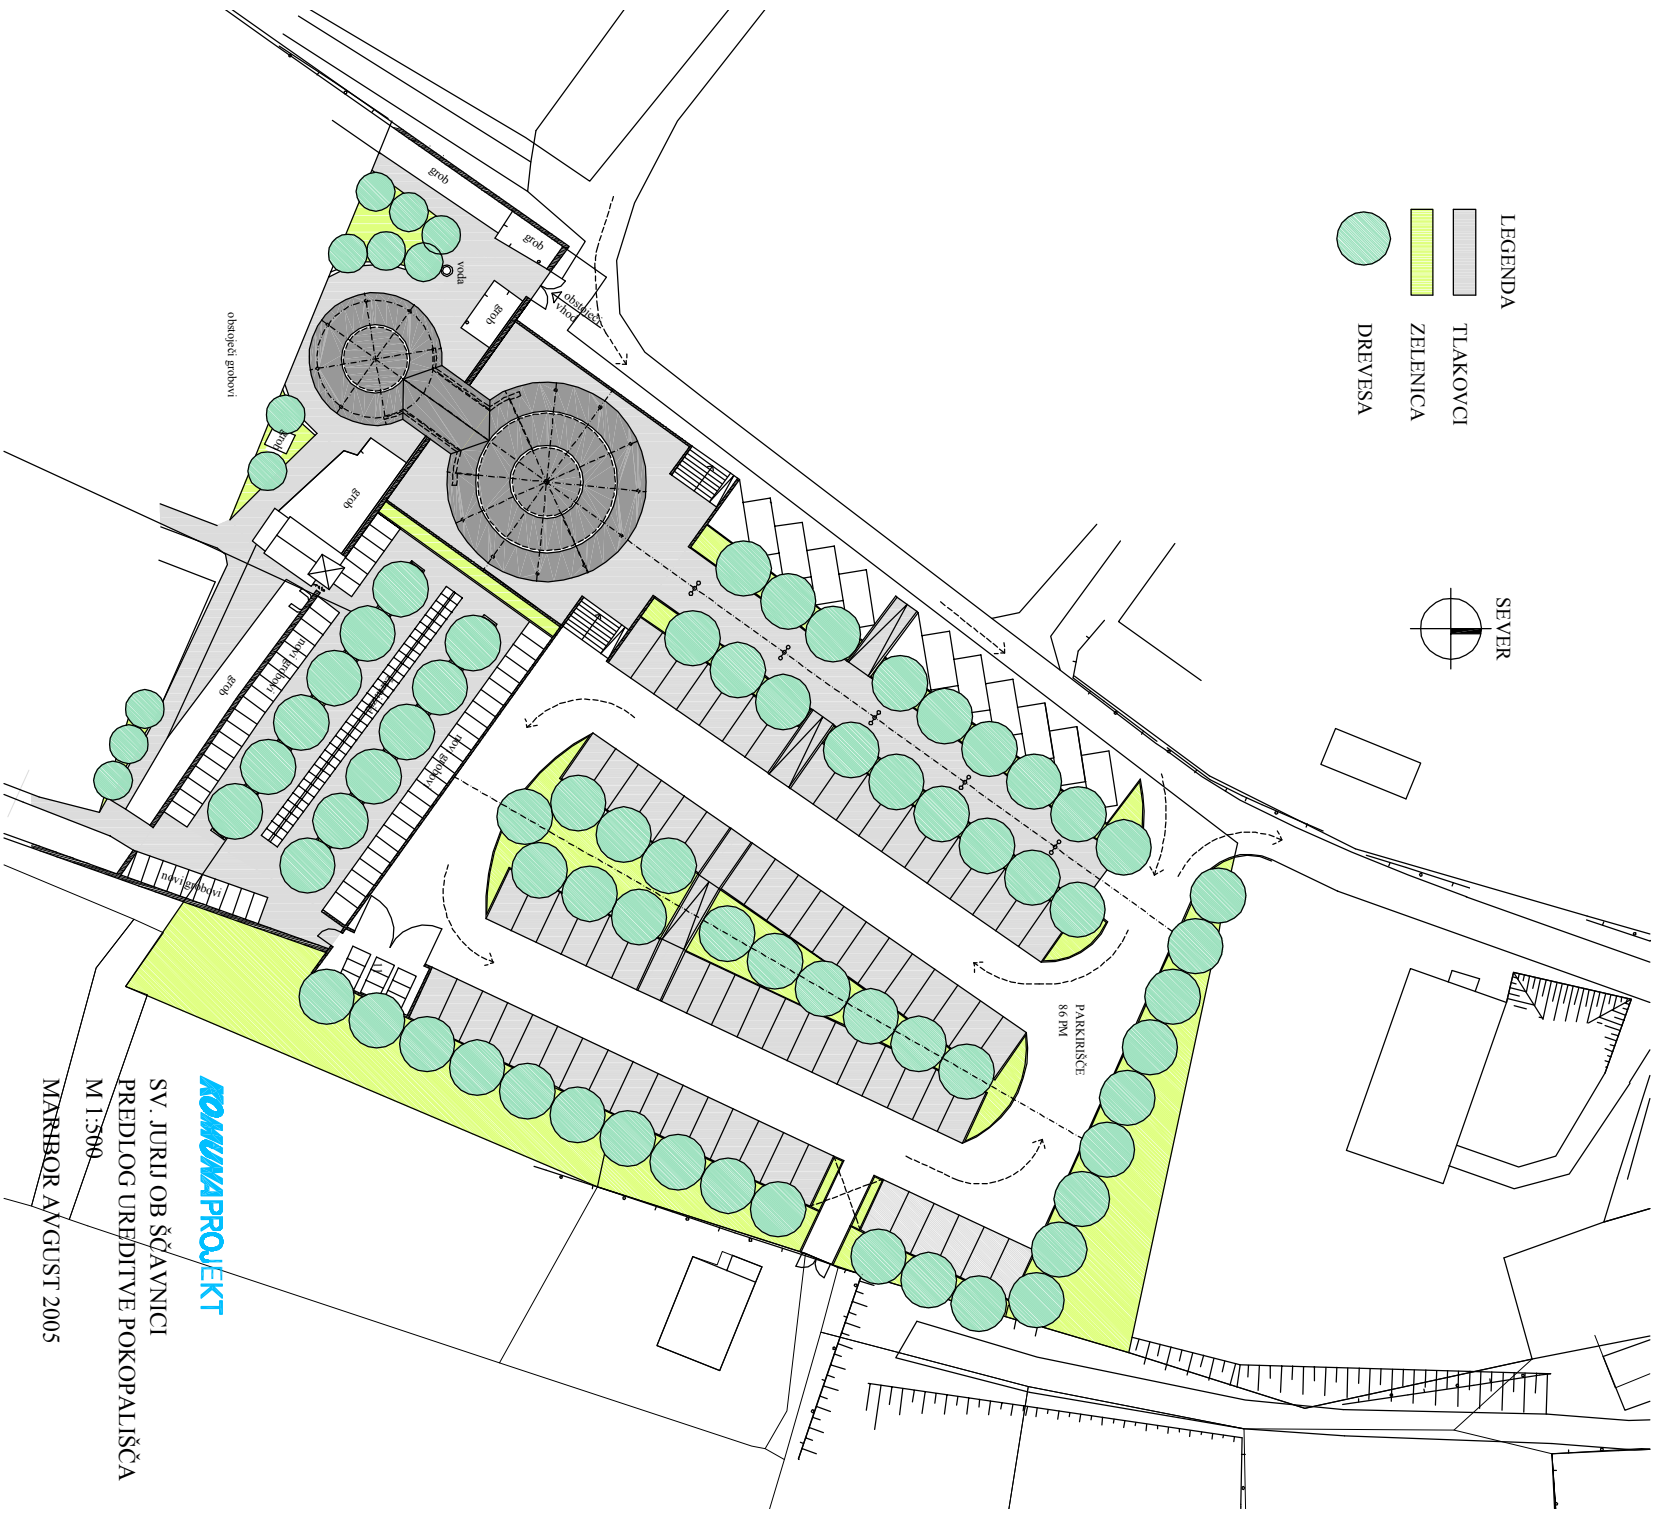 LEGENDA
TLAKOVCI
ZELENICA
DREVESA
SEVER
grob
grob
voda
grob
obstoječi
vhod
obstoječi grobovi
grob
grob
grob
novi grobovi
novi grobovi
novi grobovi
PARKIRIŠČE
86 PM
KOMUNAPROJEKT
SV. JURIJ OB ŠČAVNICI
PREDLOG UREDITVE POKOPALIŠČA
M 1:500
MARIBOR AVGUST 2005